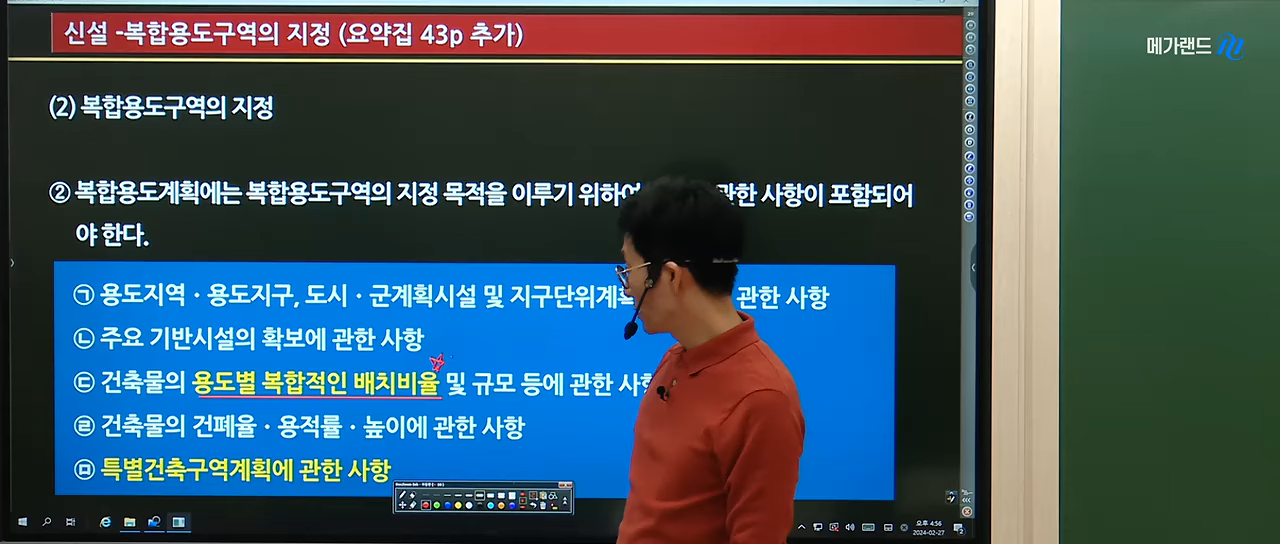 신설 -복합용도구역의 지정 (요약집 43p 추가)
메가랜드
(2) 복합용도구역의 지정
② 복합용도계획에는 복합용도구역의 지정 목적을 이루기 위하여 관한 사항이 포함되어
야 한다.
㉠ 용도지역·용도지구, 도시·군계획시설 및 지구단위계획 관한 사항
㉡ 주요 기반시설의 확보에 관한 사항
㉢ 건축물의 용도별 복합적인 배치비율 및 규모 등에 관한
㉣ 건축물의 건폐율·용적률·높이에 관한 사항
㉤ 특별건축구역계획에 관한 사항
오후 4:56
2024-02-27